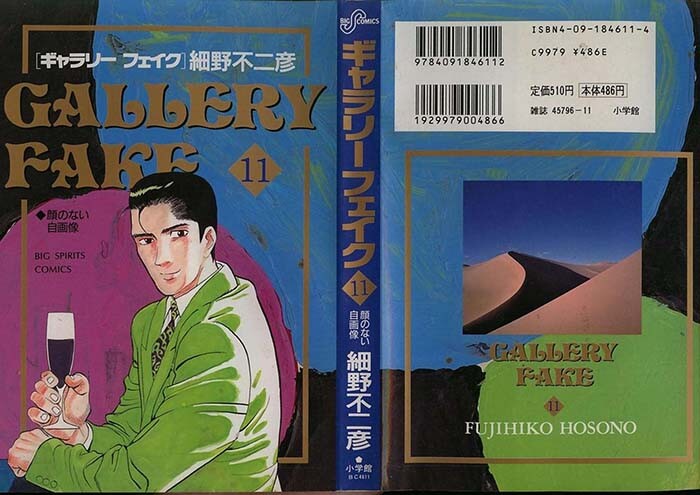 [ギャラリー フェイク]細野不二彦
GALLERY
FAKE
11
◆顔のない
自画像
BIG SPIRITS
COMICS
BIG COMICS
ギャラリーフェイク
11
顔のない
自画像
細野不二彦
小学館
BC4611
9784091846112
1929979004866
ISBN4-09-184611-4
C9979 ¥486E
定価510円 本体486円
雑誌 45796-11 小学館
GALLERY
FAKE
11
FUJIHIKO HOSONO